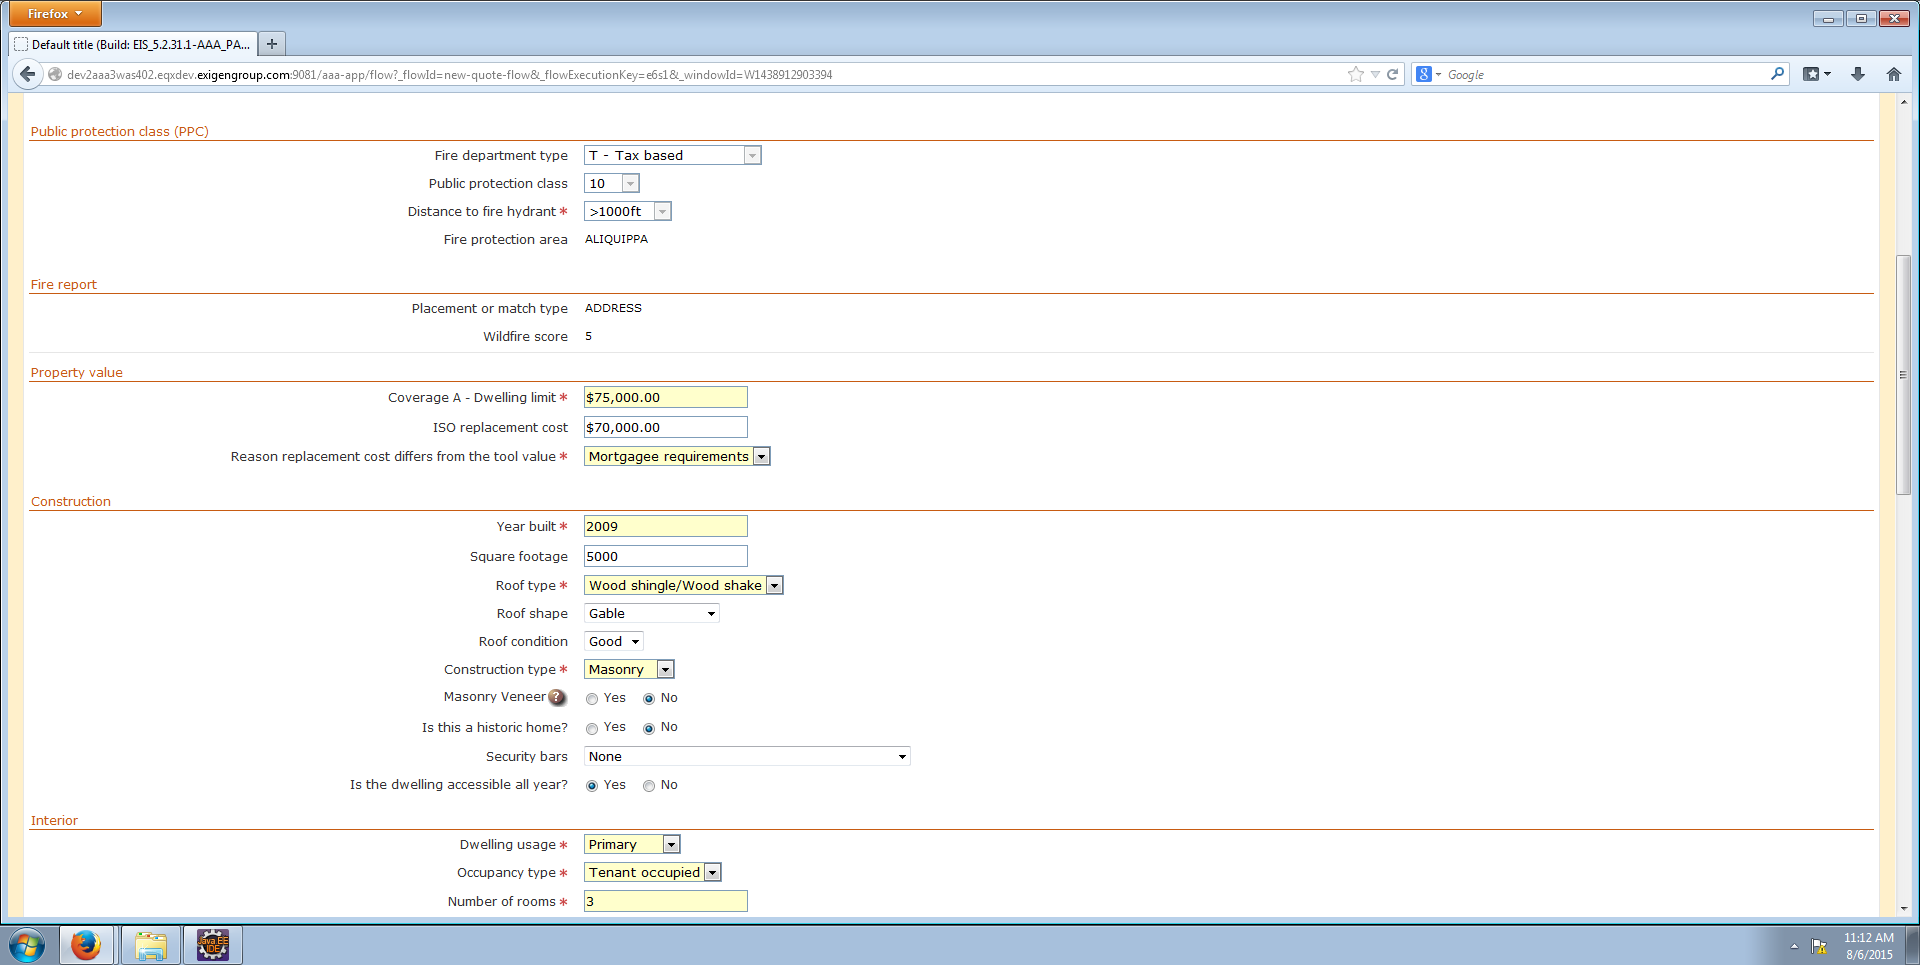 Firefox
Default title (Build: EIS_5.2.31.1-AAA_PA...
dev2aaa3was402.eqxdev.exigengroup.com:9081/aaa-app/flow?_flowId=new-quote-flow&_flowExecutionKey=e6s1&_windowId=W1438912903394
Google
Public protection class (PPC)
Fire department type T - Tax based
Public protection class 10
Distance to fire hydrant * >1000ft
Fire protection area ALIQUIPPA
Fire report
Placement or match type ADDRESS
Wildfire score 5
Property value
Coverage A - Dwelling limit * $75,000.00
ISO replacement cost $70,000.00
Reason replacement cost differs from the tool value * Mortgagee requirements
Construction
Year built * 2009
Square footage 5000
Roof type * Wood shingle/Wood shake
Roof shape Gable
Roof condition Good
Construction type * Masonry
Masonry Veneer ? Yes No
Is this a historic home? Yes No
Security bars None
Is the dwelling accessible all year? Yes No
Interior
Dwelling usage * Primary
Occupancy type * Tenant occupied
Number of rooms * 3
Java EE
IDE
11:12 AM
8/6/2015